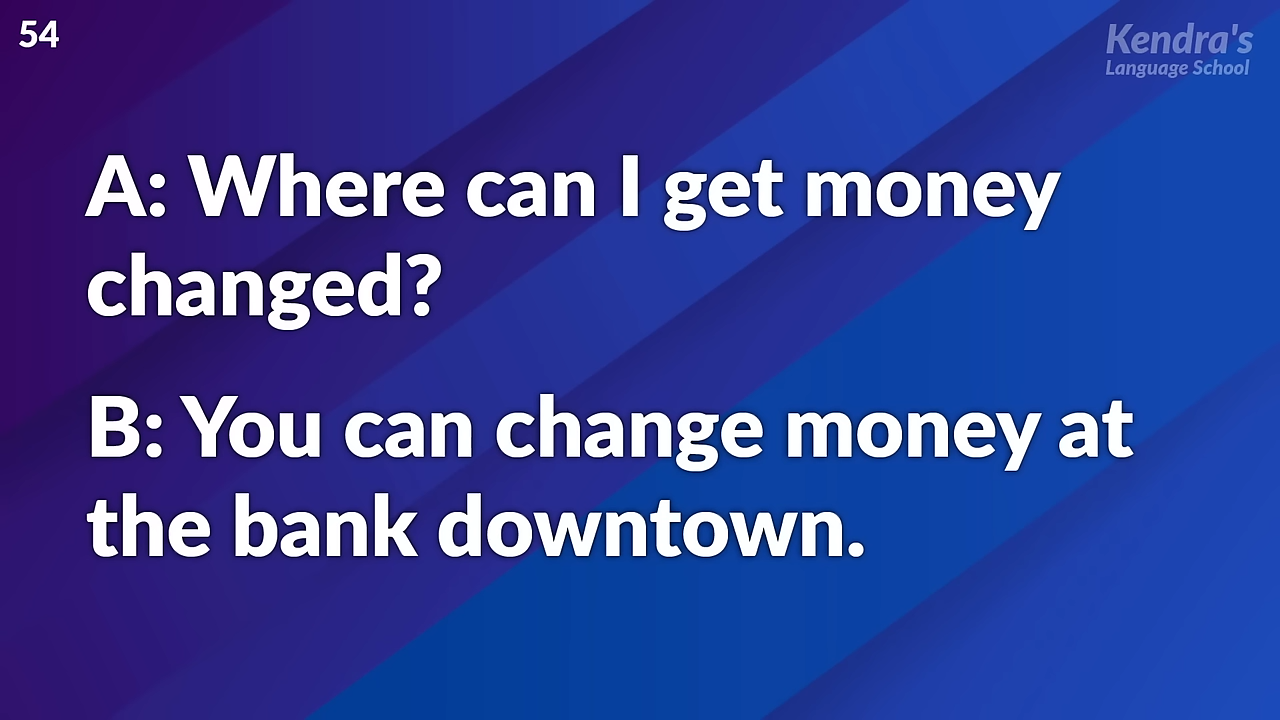 54
Kendra's
Language School
A: Where can I get money
changed?
B: You can change money at
the bank downtown.